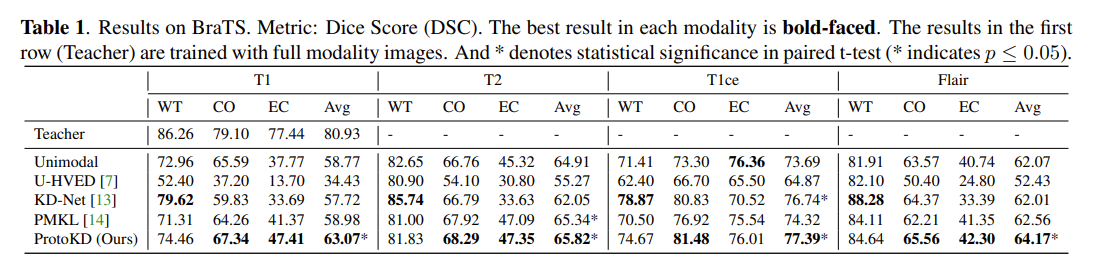 Table 1. Results on BraTS. Metric: Dice Score (DSC). The best result in each modality is bold-faced. The results in the first
row (Teacher) are trained with full modality images. And * denotes statistical significance in paired t-test (* indicates p ≤ 0.05).
T1 T2 T1ce Flair
WT CO EC Avg WT CO EC Avg WT CO EC Avg WT CO EC Avg
Teacher 86.26 79.10 77.44 80.93 - - - - - - - - - - - -
Unimodal 72.96 65.59 37.77 58.77 82.65 66.76 45.32 64.91 71.41 73.30 76.36 73.69 81.91 63.57 40.74 62.07
U-HVED [7] 52.40 37.20 13.70 34.43 80.90 54.10 30.80 55.27 62.40 66.70 65.50 64.87 82.10 50.40 24.80 52.43
KD-Net [13] 79.62 59.83 33.69 57.72 85.74 66.79 33.63 62.05 78.87 80.83 70.52 76.74* 88.28 64.37 33.39 62.01
PMKL [14] 71.31 64.26 41.37 58.98 81.00 67.92 47.09 65.34* 70.50 76.92 75.54 74.32 84.11 62.21 41.35 62.56
ProtoKD (Ours) 74.46 67.34 47.41 63.07* 81.83 68.29 47.35 65.82* 74.67 81.48 76.01 77.39* 84.64 65.56 42.30 64.17*